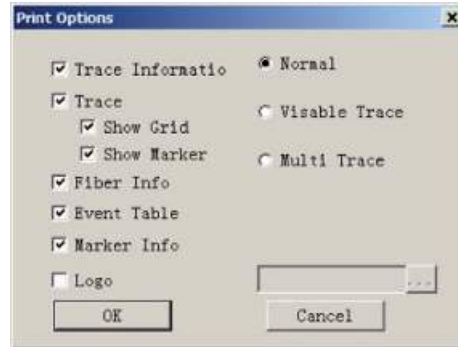 Print Options
Trace Informatio
Normal
Trace
Show Grid
Visable Trace
Show Marker
Multi Trace
Fiber Info
Event Table
Marker Info
Logo
...
OK
Cancel